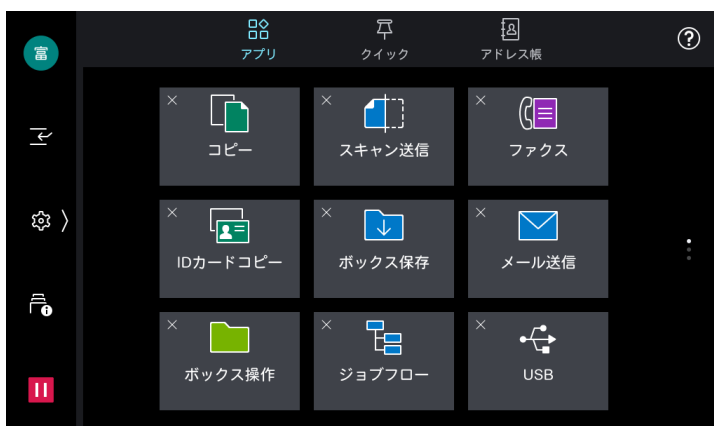 富
アプリ
クイック
アドレス帳
コピー
スキャン送信
ファクス
IDカードコピー
ボックス保存
メール送信
ボックス操作
ジョブフロー
USB